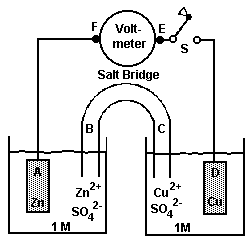 F Volt- E
meter
S
Salt Bridge
B C
A D
Zn²⁺ Cu²⁺
Zn Cu
SO₄²⁻ SO₄²⁻
1 M 1M